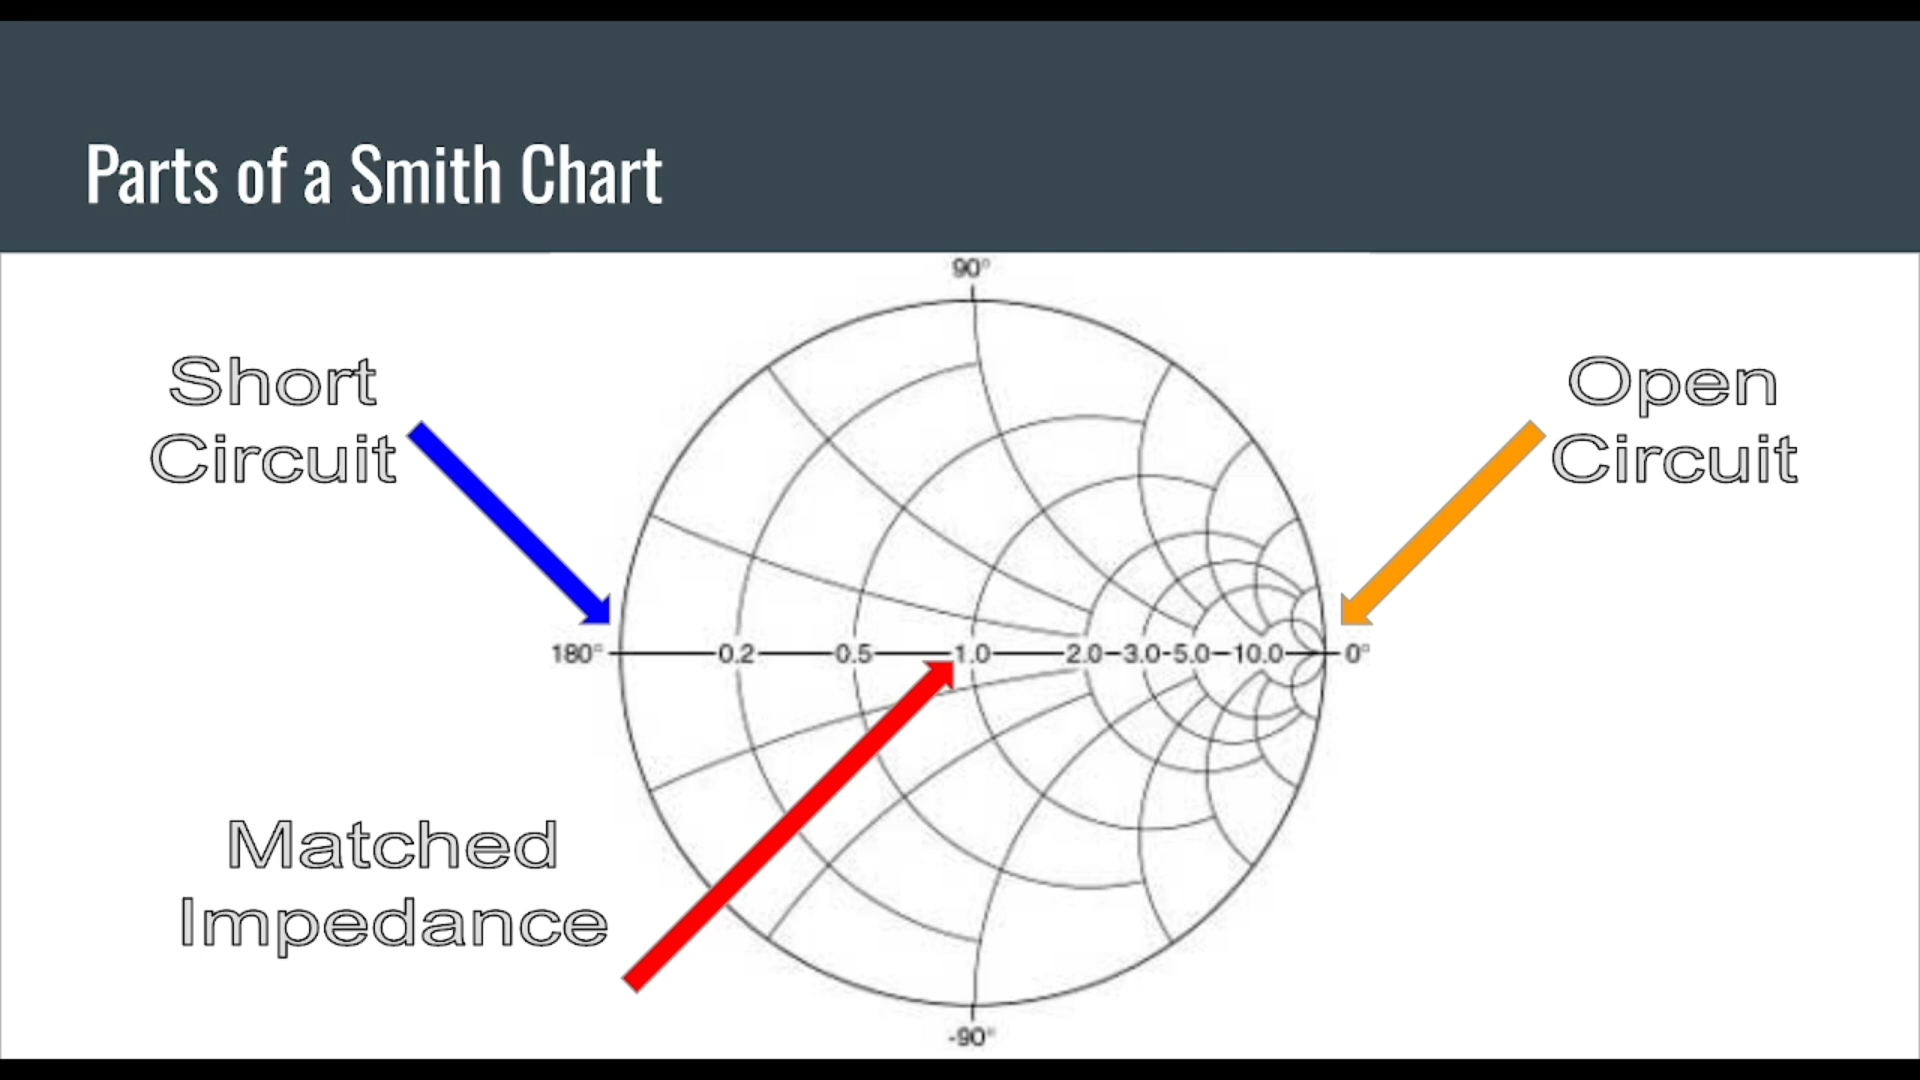 Parts of a Smith Chart
90°
Short
Circuit
Open
Circuit
180° 0.2 0.5 1.0 2.0 3.0 5.0 10.0 0°
Matched
Impedance
-90°